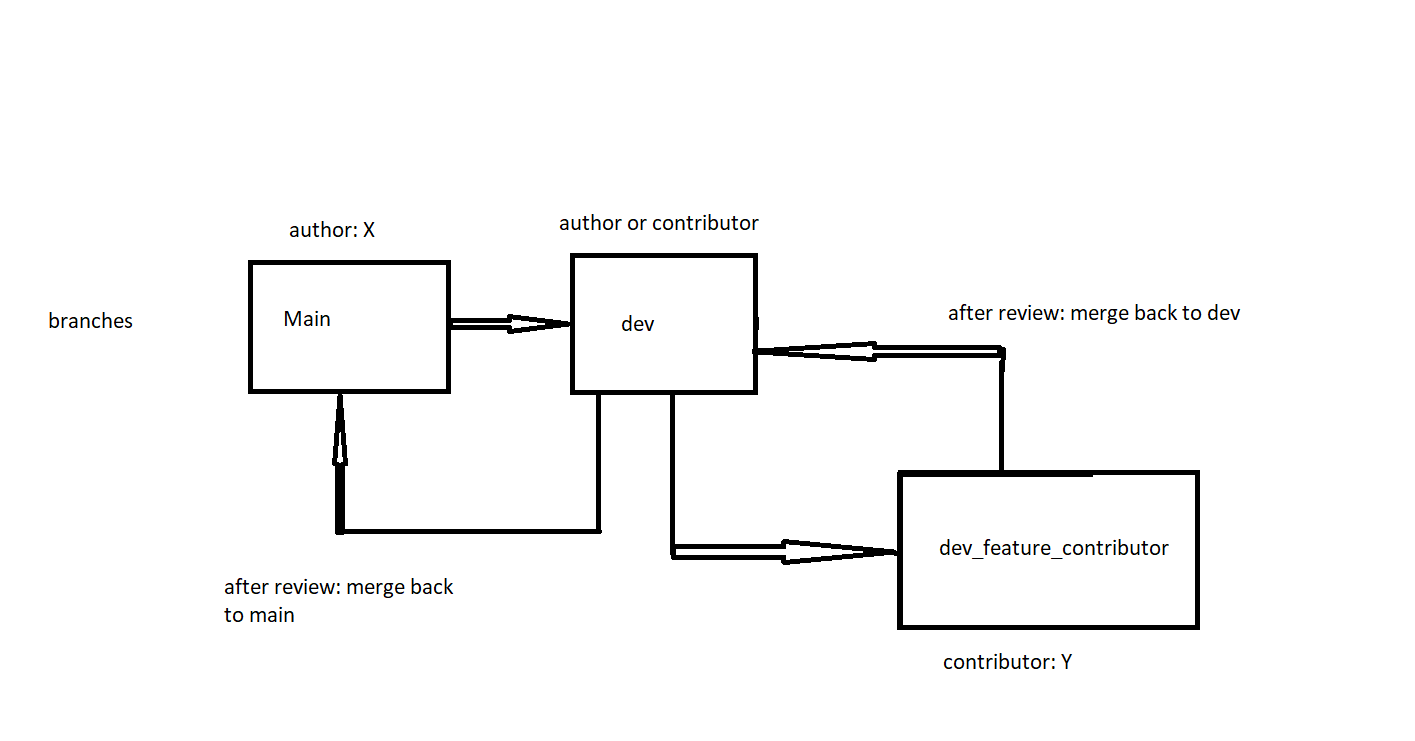 author: X
author or contributor
branches
Main
dev
after review: merge back to dev
dev_feature_contributor
after review: merge back
to main
contributor: Y